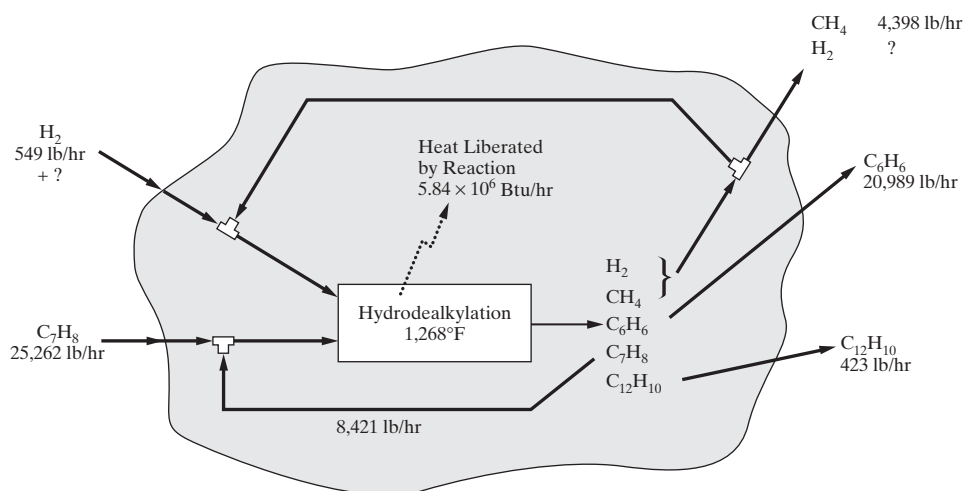 CH₄ 4,398 lb/hr
H₂ ?
H₂
549 lb/hr
+ ?
Heat Liberated
by Reaction
5.84 × 10⁶ Btu/hr
C₆H₆
20,989 lb/hr
C₇H₈
25,262 lb/hr
Hydrodealkylation
1,268°F
H₂
CH₄
C₆H₆
C₇H₈
C₁₂H₁₀
C₁₂H₁₀
423 lb/hr
8,421 lb/hr